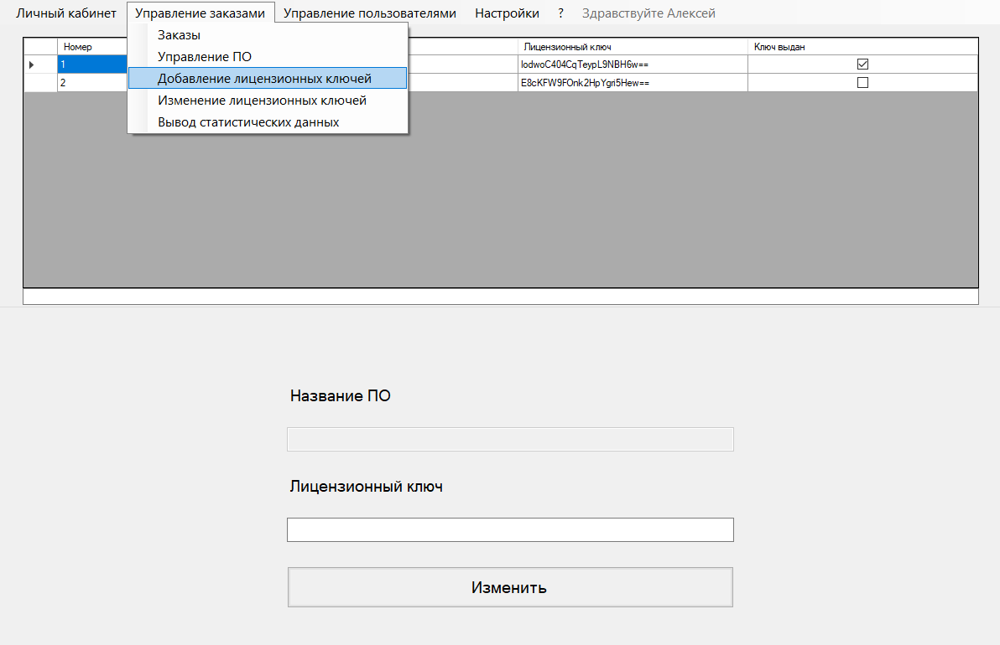 Личный кабинет Управление заказами Управление пользователями Настройки ? Здравствуйте Алексей
Заказы
Управление ПО
Добавление лицензионных ключей
Изменение лицензионных ключей
Вывод статистических данных
Номер Лицензионный ключ Ключ выдан
1 lodwoC404CqTeypL9NBH6w==
2 E8cKFW9FOnk2HpYgri5Hew==
Название ПО
Лицензионный ключ
Изменить